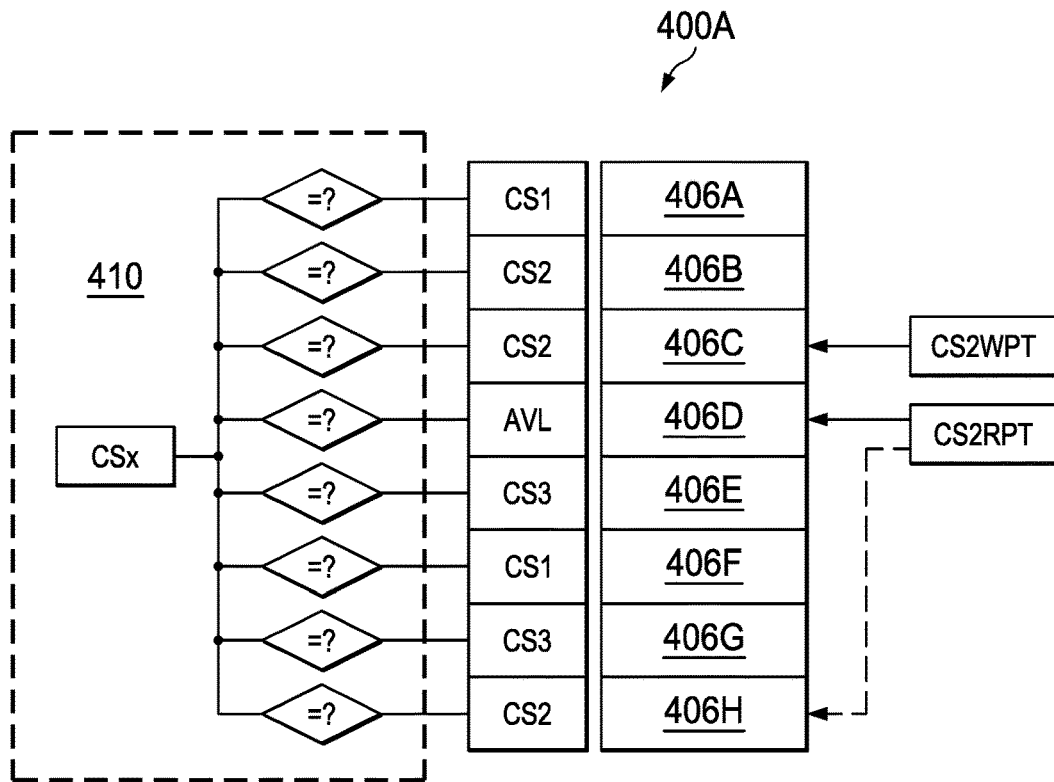 400A
=? CS1 406A
410
=? CS2 406B
=? CS2 406C CS2WPT
=? AVL 406D CS2RPT
CSx
=? CS3 406E
=? CS1 406F
=? CS3 406G
=? CS2 406H